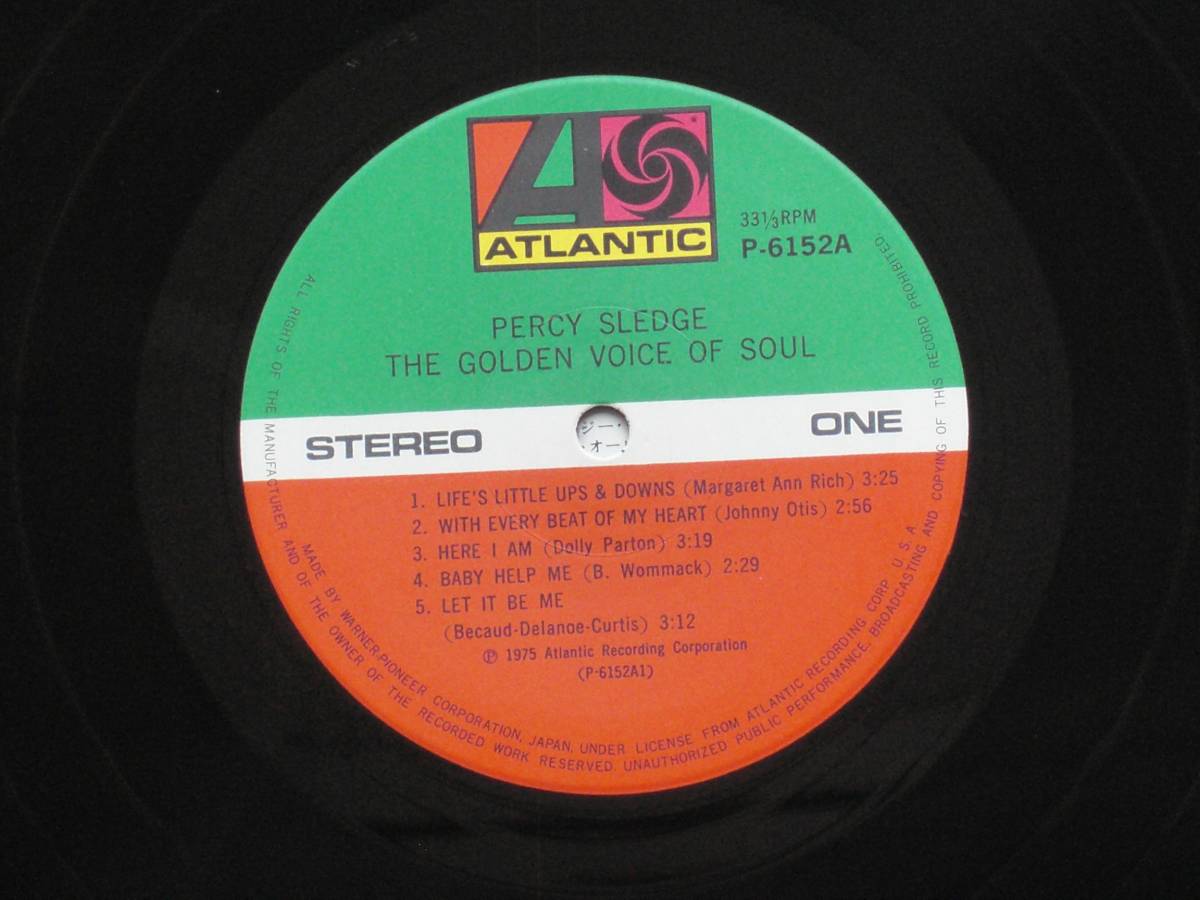 ATLANTIC
33 1/3 RPM
P-6152A
PERCY SLEDGE
THE GOLDEN VOICE OF SOUL
STEREO
ONE
ジー・
・オー!
1. LIFE'S LITTLE UPS & DOWNS (Margaret Ann Rich) 3:25
2. WITH EVERY BEAT OF MY HEART (Johnny Otis) 2:56
3. HERE I AM (Dolly Parton) 3:19
4. BABY HELP ME (B. Wommack) 2:29
5. LET IT BE ME
(Becaud-Delanoe-Curtis) 3:12
Ⓟ 1975 Atlantic Recording Corporation
(P-6152A1)
MADE BY WARNER-PIONEER CORPORATION, JAPAN, UNDER LICENSE FROM ATLANTIC RECORDING CORP. U. S. A
ALL RIGHTS OF THE MANUFACTURER AND OF THE OWNER OF THE RECORDED WORK RESERVED. UNAUTHORIZED PUBLIC PERFORMANCE, BROADCASTING AND COPYING OF THIS RECORD PROHIBITED.